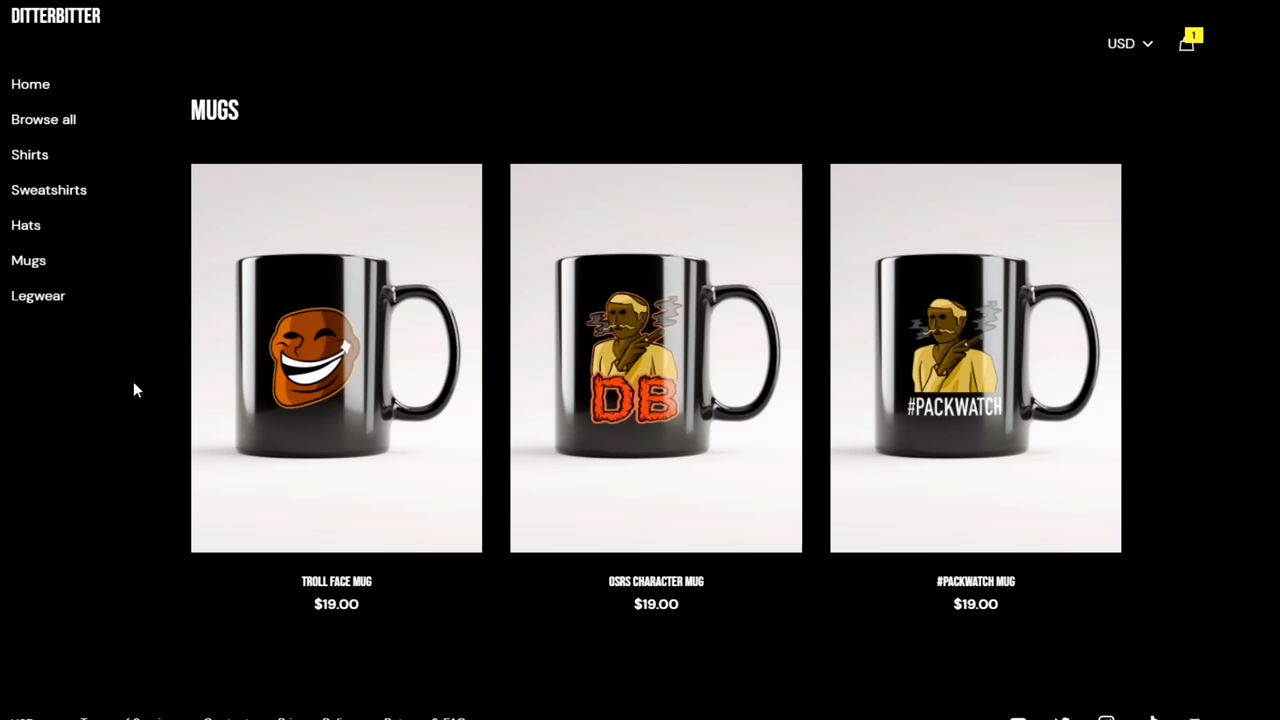 DITTERBITTER
USD
1
Home
Browse all
Shirts
Sweatshirts
Hats
Mugs
Legwear
MUGS
DB
#PACKWATCH
TROLL FACE MUG
OSRS CHARACTER MUG
#PACKWATCH MUG
$19.00
$19.00
$19.00